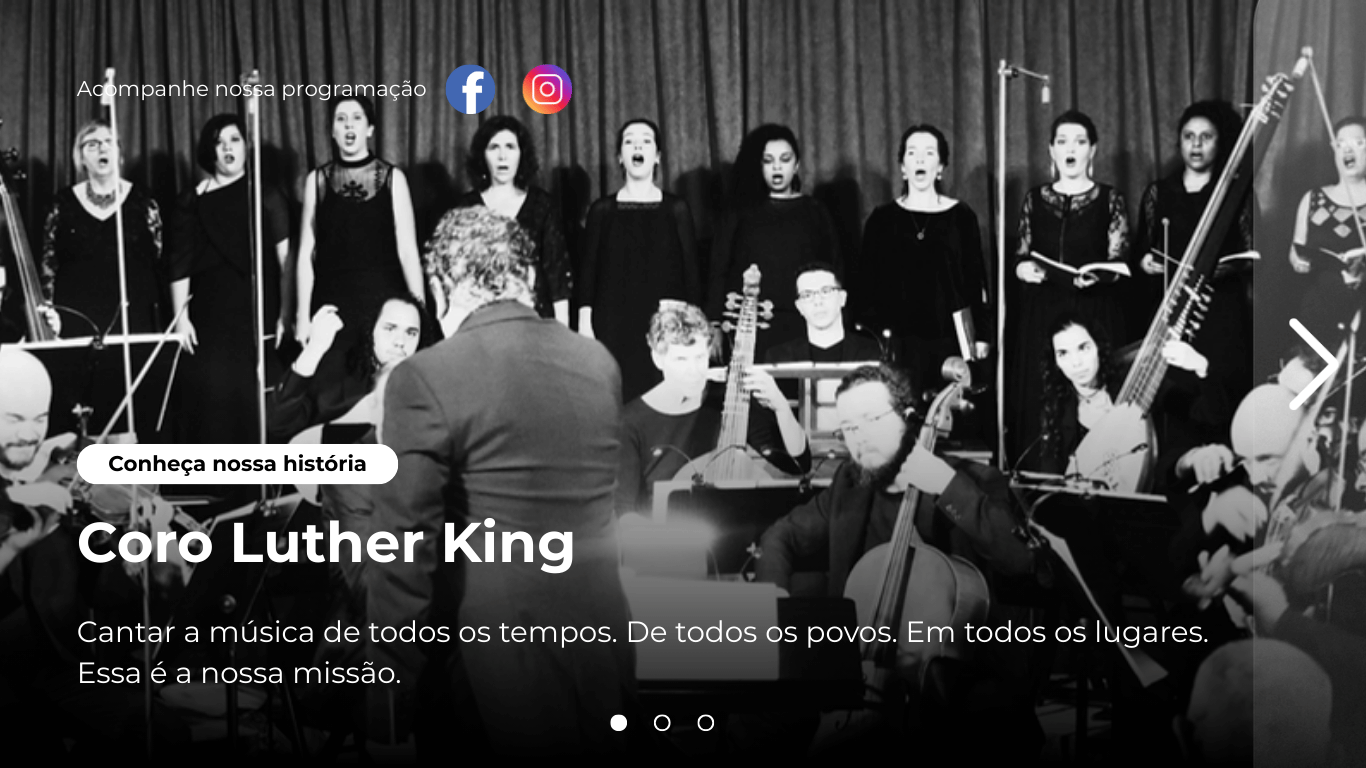 Acompanhe nossa programação
Conheça nossa história
Coro Luther King
Cantar a música de todos os tempos. De todos os povos. Em todos os lugares.
Essa é a nossa missão.